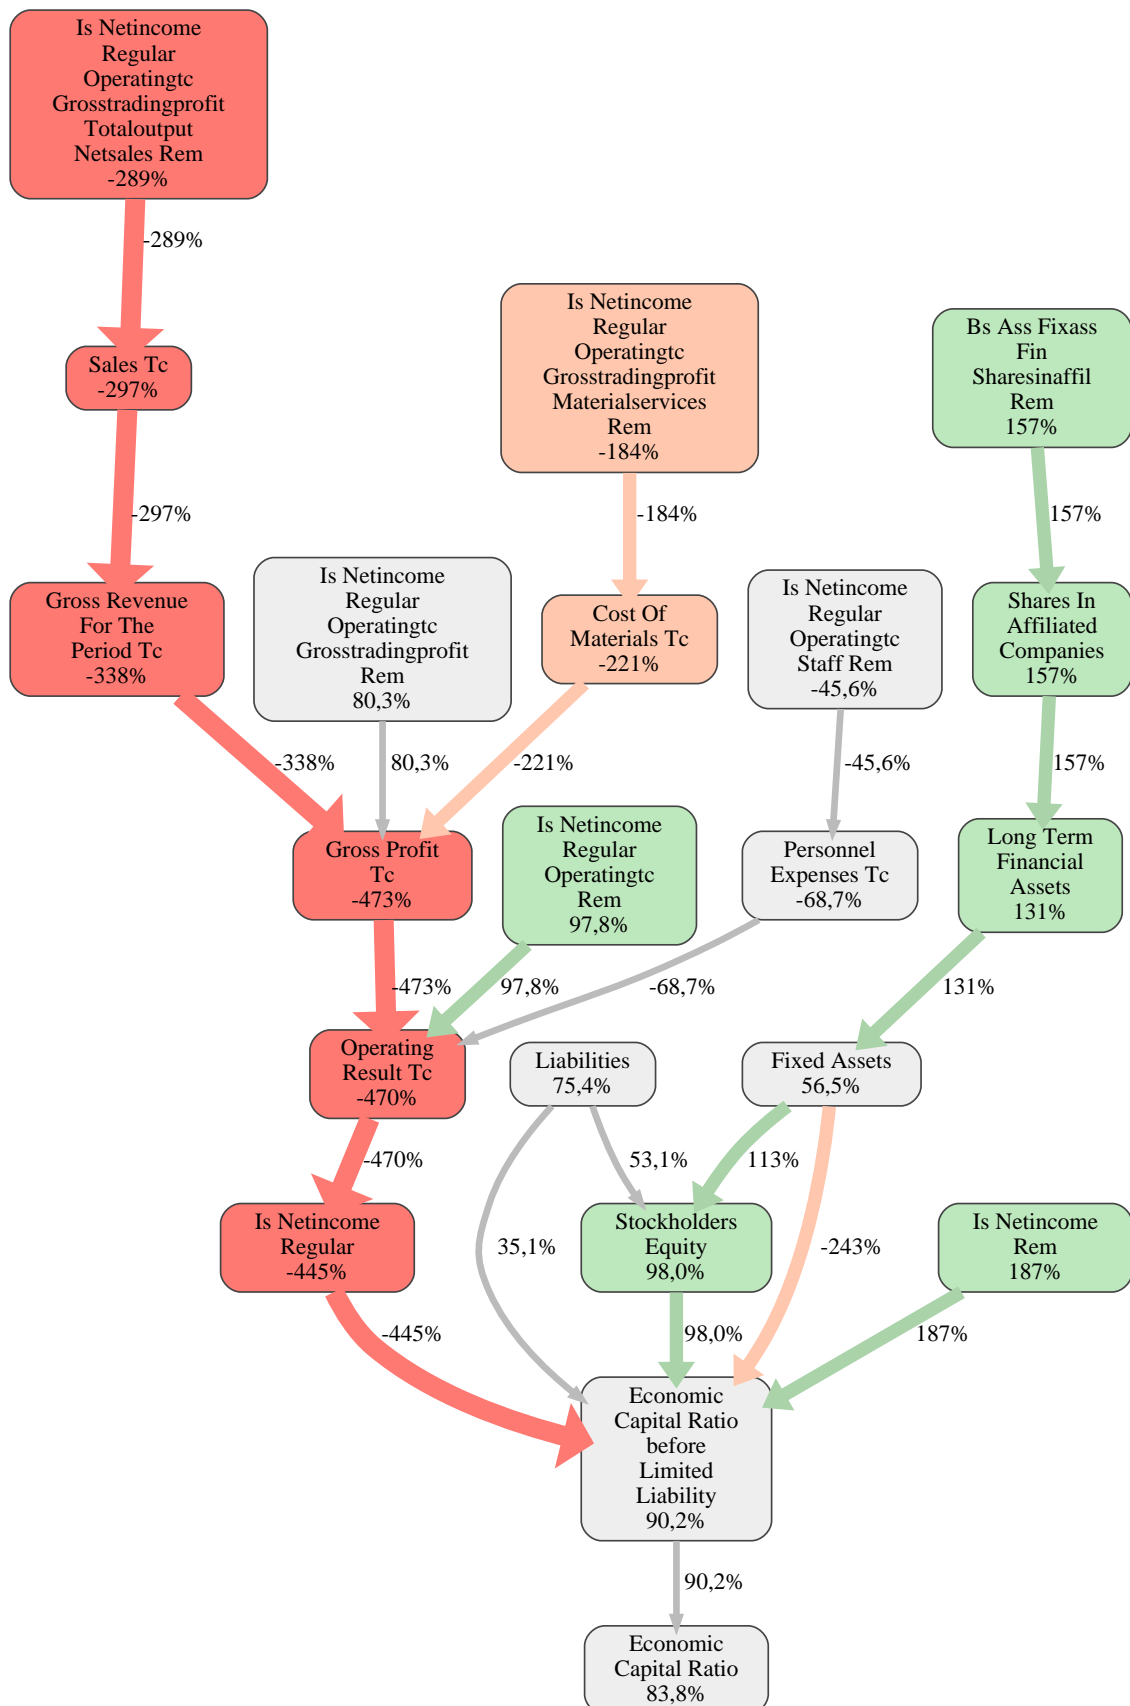 Is Netincome
Regular
Operatingtc
Grosstradingprofit
Totaloutput
Netsales Rem
-289%
-289%
Sales Tc
-297%
Is Netincome
Regular
Operatingtc
Grosstradingprofit
Materialservices
Rem
-184%
Bs Ass Fixass
Fin
Sharesinaffil
Rem
157%
-297%
-184%
157%
Gross Revenue
For The
Period Tc
-338%
Is Netincome
Regular
Operatingtc
Grosstradingprofit
Rem
80,3%
Cost Of
Materials Tc
-221%
Is Netincome
Regular
Operatingtc
Staff Rem
-45,6%
Shares In
Affiliated
Companies
157%
-338%
80,3%
-221%
-45,6%
157%
Gross Profit
Tc
-473%
Is Netincome
Regular
Operatingtc
Rem
97,8%
Personnel
Expenses Tc
-68,7%
Long Term
Financial
Assets
131%
-473%
97,8%
-68,7%
131%
Operating
Result Tc
-470%
Liabilities
75,4%
Fixed Assets
56,5%
-470%
53,1%
113%
Is Netincome
Regular
-445%
35,1%
Stockholders
Equity
98,0%
-243%
Is Netincome
Rem
187%
-445%
98,0%
187%
Economic
Capital Ratio
before
Limited
Liability
90,2%
90,2%
Economic
Capital Ratio
83,8%